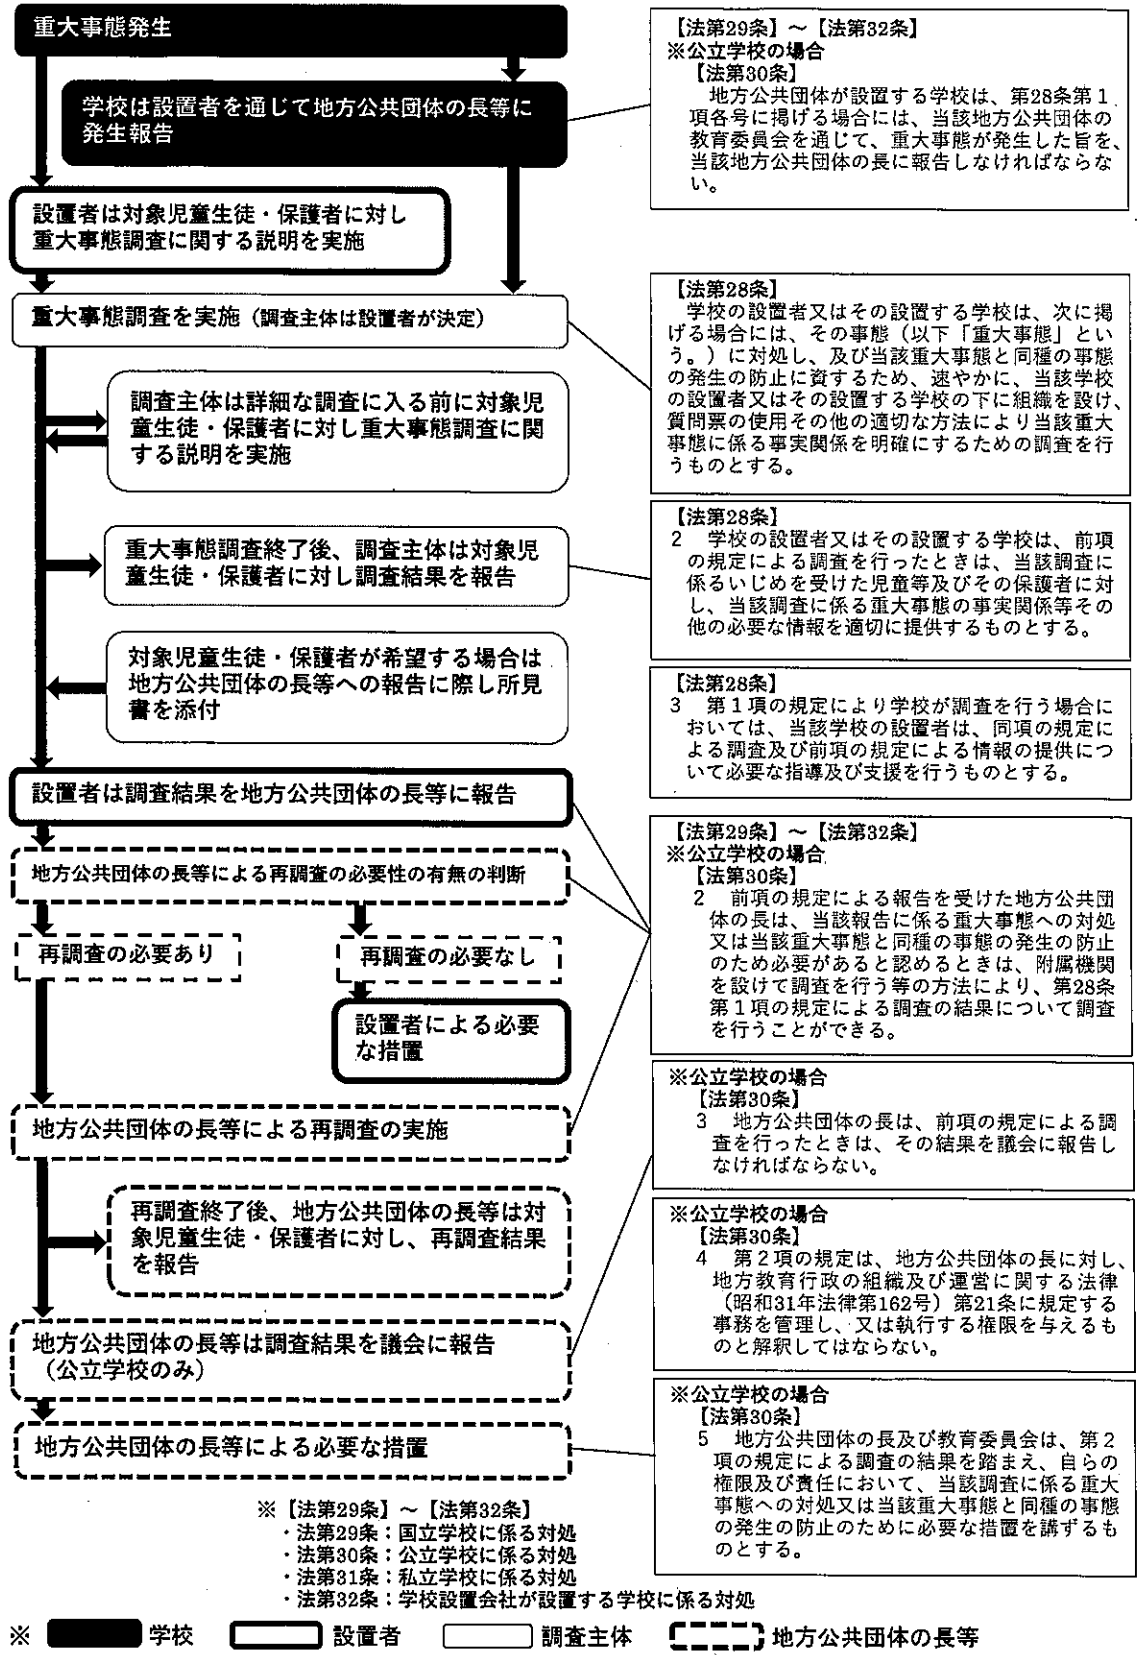 重大事態発生
学校は設置者を通じて地方公共団体の長等に
発生報告
設置者は対象児童生徒・保護者に対し
重大事態調査に関する説明を実施
重大事態調査を実施（調査主体は設置者が決定）
調査主体は詳細な調査に入る前に対象児
童生徒・保護者に対し重大事態調査に関
する説明を実施
重大事態調査終了後、調査主体は対象児
童生徒・保護者に対し調査結果を報告
対象児童生徒・保護者が希望する場合は
地方公共団体の長等への報告に際し所見
書を添付
設置者は調査結果を地方公共団体の長等に報告
地方公共団体の長等による再調査の必要性の有無の判断
再調査の必要あり
再調査の必要なし
設置者による必要
な措置
地方公共団体の長等による再調査の実施
再調査終了後、地方公共団体の長等は対
象児童生徒・保護者に対し、再調査結果
を報告
地方公共団体の長等は調査結果を議会に報告
（公立学校のみ）
地方公共団体の長等による必要な措置
【法第29条】～【法第32条】
※公立学校の場合
【法第30条】
地方公共団体が設置する学校は、第28条第１
項各号に掲げる場合には、当該地方公共団体の
教育委員会を通じて、重大事態が発生した旨を、
当該地方公共団体の長に報告しなければならな
い。
【法第28条】
学校の設置者又はその設置する学校は、次に掲
げる場合には、その事態（以下「重大事態」とい
う。）に対処し、及び当該重大事態と同種の事態
の発生の防止に資するため、速やかに、当該学校
の設置者又はその設置する学校の下に組織を設け、
質問票の使用その他の適切な方法により当該重大
事態に係る事実関係を明確にするための調査を行
うものとする。
【法第28条】
２　学校の設置者又はその設置する学校は、前項
の規定による調査を行ったときは、当該調査に
係るいじめを受けた児童等及びその保護者に対
し、当該調査に係る重大事態の事実関係等その
他の必要な情報を適切に提供するものとする。
【法第28条】
３　第１項の規定により学校が調査を行う場合に
おいては、当該学校の設置者は、同項の規定に
よる調査及び前項の規定による情報の提供につ
いて必要な指導及び支援を行うものとする。
【法第29条】～【法第32条】
※公立学校の場合
【法第30条】
２　前項の規定による報告を受けた地方公共団
体の長は、当該報告に係る重大事態への対処
又は当該重大事態と同種の事態の発生の防止
のため必要があると認めるときは、附属機関
を設けて調査を行う等の方法により、第28条
第１項の規定による調査の結果について調査
を行うことができる。
※公立学校の場合
【法第30条】
３　地方公共団体の長は、前項の規定による調
査を行ったときは、その結果を議会に報告し
なければならない。
※公立学校の場合
【法第30条】
４　第２項の規定は、地方公共団体の長に対し、
地方教育行政の組織及び運営に関する法律
（昭和31年法律第162号）第21条に規定する
事務を管理し、又は執行する権限を与えるも
のと解釈してはならない。
※公立学校の場合
【法第30条】
５　地方公共団体の長及び教育委員会は、第２
項の規定による調査の結果を踏まえ、自らの
権限及び責任において、当該調査に係る重大
事態への対処又は当該重大事態と同種の事態
の発生の防止のために必要な措置を講ずるも
のとする。
※【法第29条】～【法第32条】
・法第29条：国立学校に係る対処
・法第30条：公立学校に係る対処
・法第31条：私立学校に係る対処
・法第32条：学校設置会社が設置する学校に係る対処
※　学校　設置者　調査主体　地方公共団体の長等